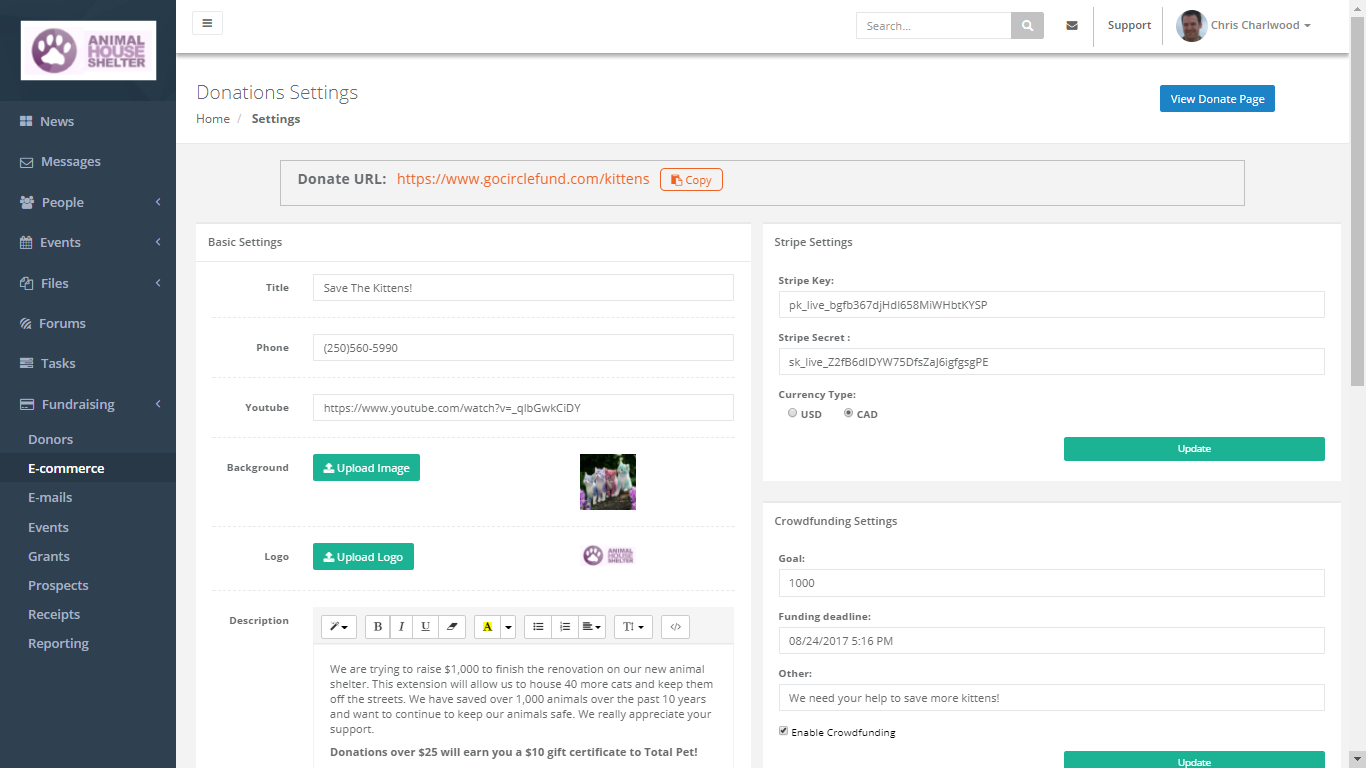 ANIMAL
HOUSE
SHELTER
Search...
Support
Chris Charlwood
News
Messages
People
Events
Files
Forums
Tasks
Fundraising
Donors
E-commerce
E-mails
Events
Grants
Prospects
Receipts
Reporting
Donations Settings
Home / Settings
View Donate Page
Donate URL: https://www.gocirclefund.com/kittens Copy
Basic Settings
Title Save The Kittens!
Phone (250)560-5990
Youtube https://www.youtube.com/watch?v=_qIbGwkCiDY
Background Upload Image
Logo Upload Logo
ANIMAL
HOUSE
SHELTER
Description
B I U A T
We are trying to raise $1,000 to finish the renovation on our new animal
shelter. This extension will allow us to house 40 more cats and keep them
off the streets. We have saved over 1,000 animals over the past 10 years
and want to continue to keep our animals safe. We really appreciate your
support.
Donations over $25 will earn you a $10 gift certificate to Total Pet!
Stripe Settings
Stripe Key:
pk_live_bgfb367djHdI658MiWHbtKYSP
Stripe Secret :
sk_live_Z2fB6dIDYW75DfsZaJ6igfgsgPE
Currency Type:
USD CAD
Update
Crowdfunding Settings
Goal:
1000
Funding deadline:
08/24/2017 5:16 PM
Other:
We need your help to save more kittens!
Enable Crowdfunding
Update